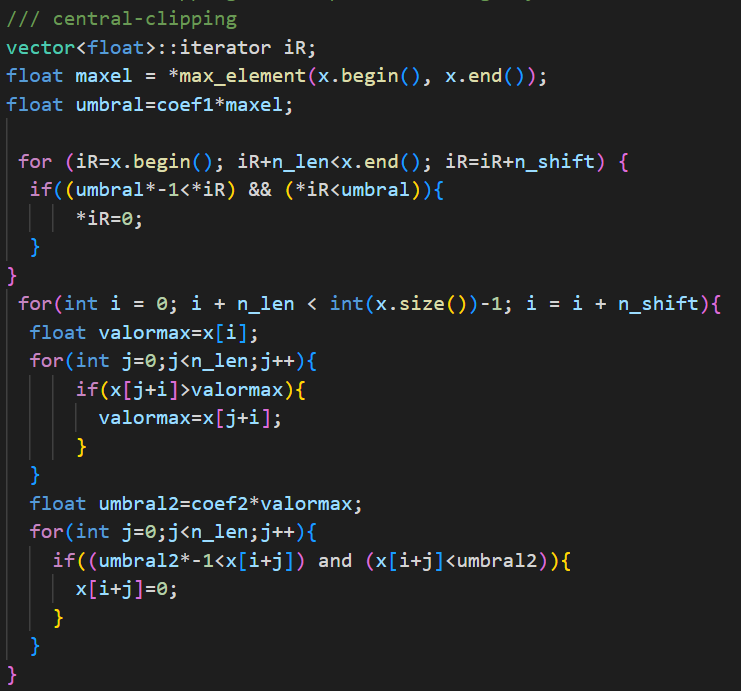 /// central-clipping
vector<float>::iterator iR;
float maxel = *max_element(x.begin(), x.end());
float umbral=coef1*maxel;
for (iR=x.begin(); iR+n_len<x.end(); iR=iR+n_shift) {
if((umbral*-1<*iR) && (*iR<umbral)){
*iR=0;
}
}
for(int i = 0; i + n_len < int(x.size())-1; i = i + n_shift){
float valormax=x[i];
for(int j=0;j<n_len;j++){
if(x[j+i]>valormax){
valormax=x[j+i];
}
}
float umbral2=coef2*valormax;
for(int j=0;j<n_len;j++){
if((umbral2*-1<x[i+j]) and (x[i+j]<umbral2)){
x[i+j]=0;
}
}
}